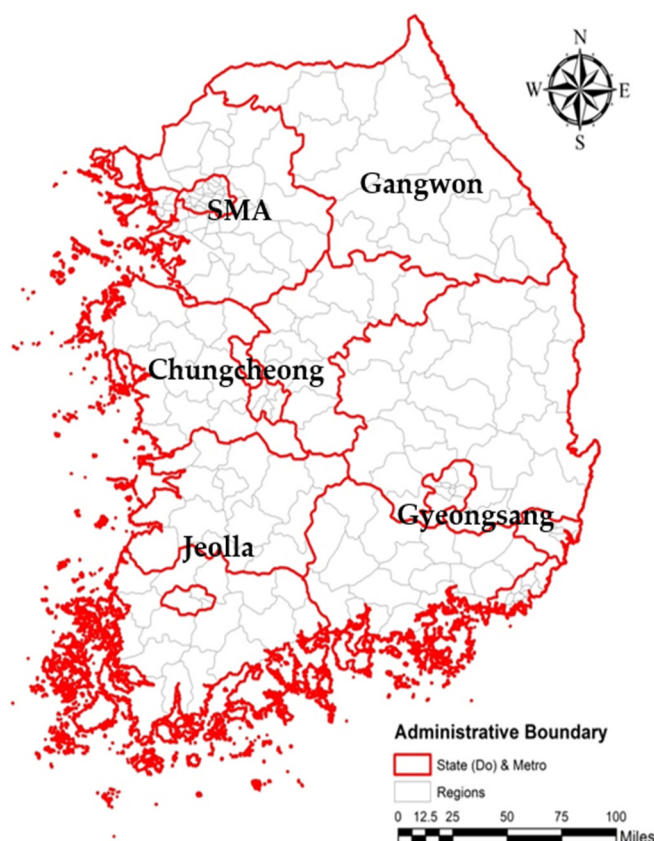 N
W E
S
Gangwon
SMA
Chungcheong
Gyeongsang
Jeolla
Administrative Boundary
State (Do) & Metro
Regions
0 12.5 25 50 75 100
Miles